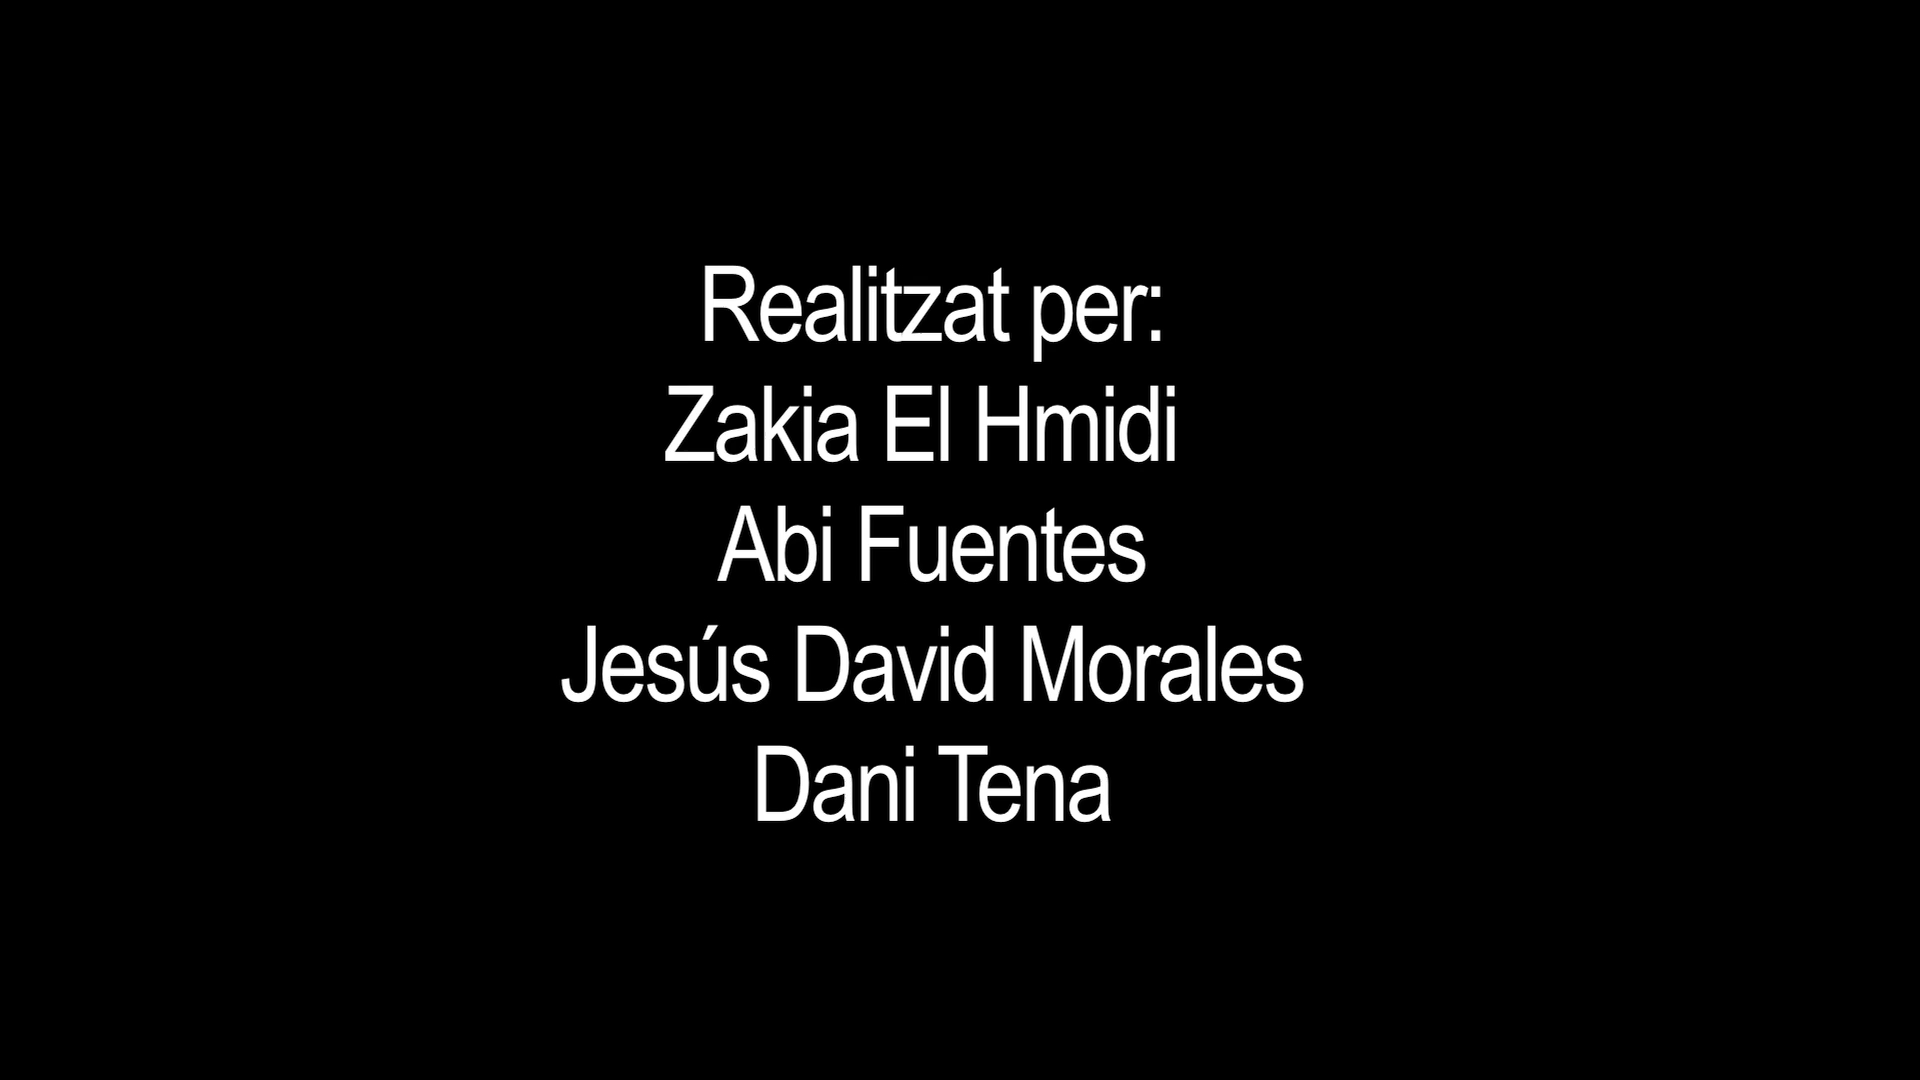 Realitzat per:
Zakia El Hmidi
Abi Fuentes
Jesús David Morales
Dani Tena